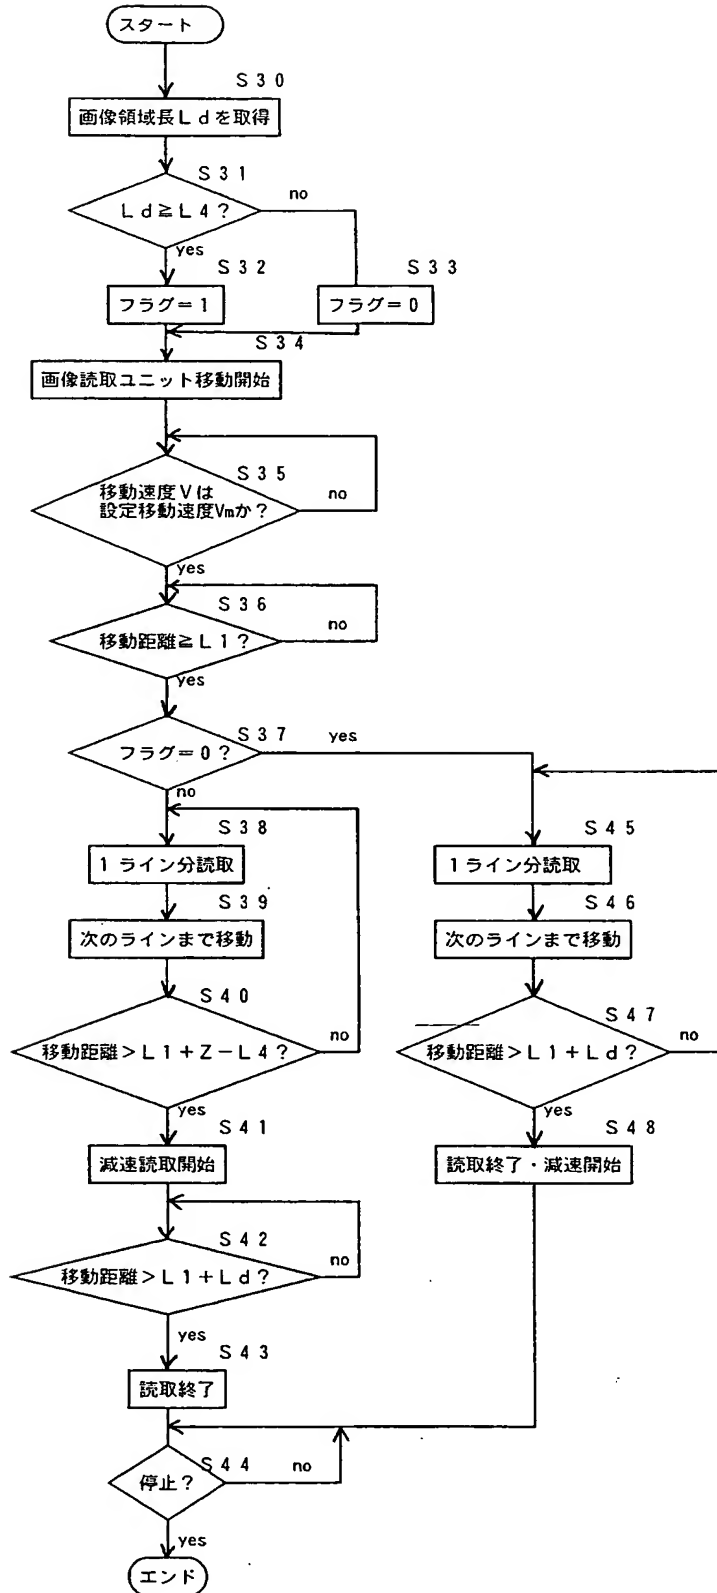 スタート
S30
画像領域長Ldを取得
S31
Ld≧L4?
no
yes
S32
フラグ=1
S33
フラグ=0
S34
画像読取ユニット移動開始
S35
移動速度Vは
設定移動速度Vmか?
no
yes
S36
移動距離≧L1?
no
yes
S37
フラグ=0?
yes
no
S38
1ライン分読取
S39
次のラインまで移動
S40
移動距離>L1+Z-L4?
no
yes
S41
減速読取開始
S42
移動距離>L1+Ld?
no
yes
S43
読取終了
S45
1ライン分読取
S46
次のラインまで移動
S47
移動距離>L1+Ld?
no
yes
S48
読取終了・減速開始
S44
停止?
no
yes
エンド